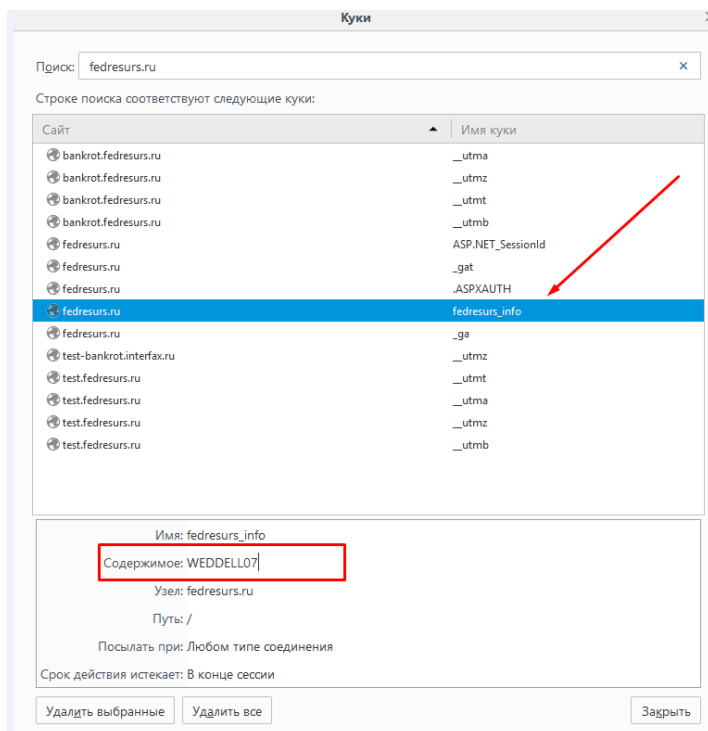 Куки
Поиск: fedresurs.ru ×
Строке поиска соответствуют следующие куки:
Сайт Имя куки
bankrot.fedresurs.ru __utma
bankrot.fedresurs.ru __utmz
bankrot.fedresurs.ru __utmt
bankrot.fedresurs.ru __utmb
fedresurs.ru ASP.NET_SessionId
fedresurs.ru _gat
fedresurs.ru .ASPXAUTH
fedresurs.ru fedresurs_info
fedresurs.ru _ga
test-bankrot.interfax.ru __utmz
test.fedresurs.ru __utmt
test.fedresurs.ru __utma
test.fedresurs.ru __utmz
test.fedresurs.ru __utmb
Имя: fedresurs_info
Содержимое: WEDDELL07
Узел: fedresurs.ru
Путь: /
Посылать при: Любом типе соединения
Срок действия истекает: В конце сессии
Удалить выбранные Удалить все Закрыть